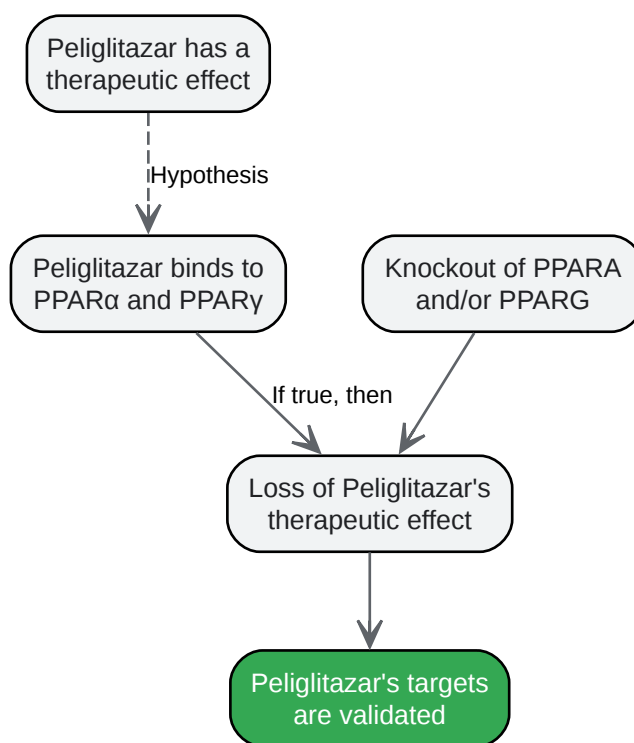 Peliglitazar has a
therapeutic effect
Hypothesis
Peliglitazar binds to
PPARα and PPARγ
Knockout of PPARA
and/or PPARG
If true, then
Loss of Peliglitazar's
therapeutic effect
Peliglitazar's targets
are validated